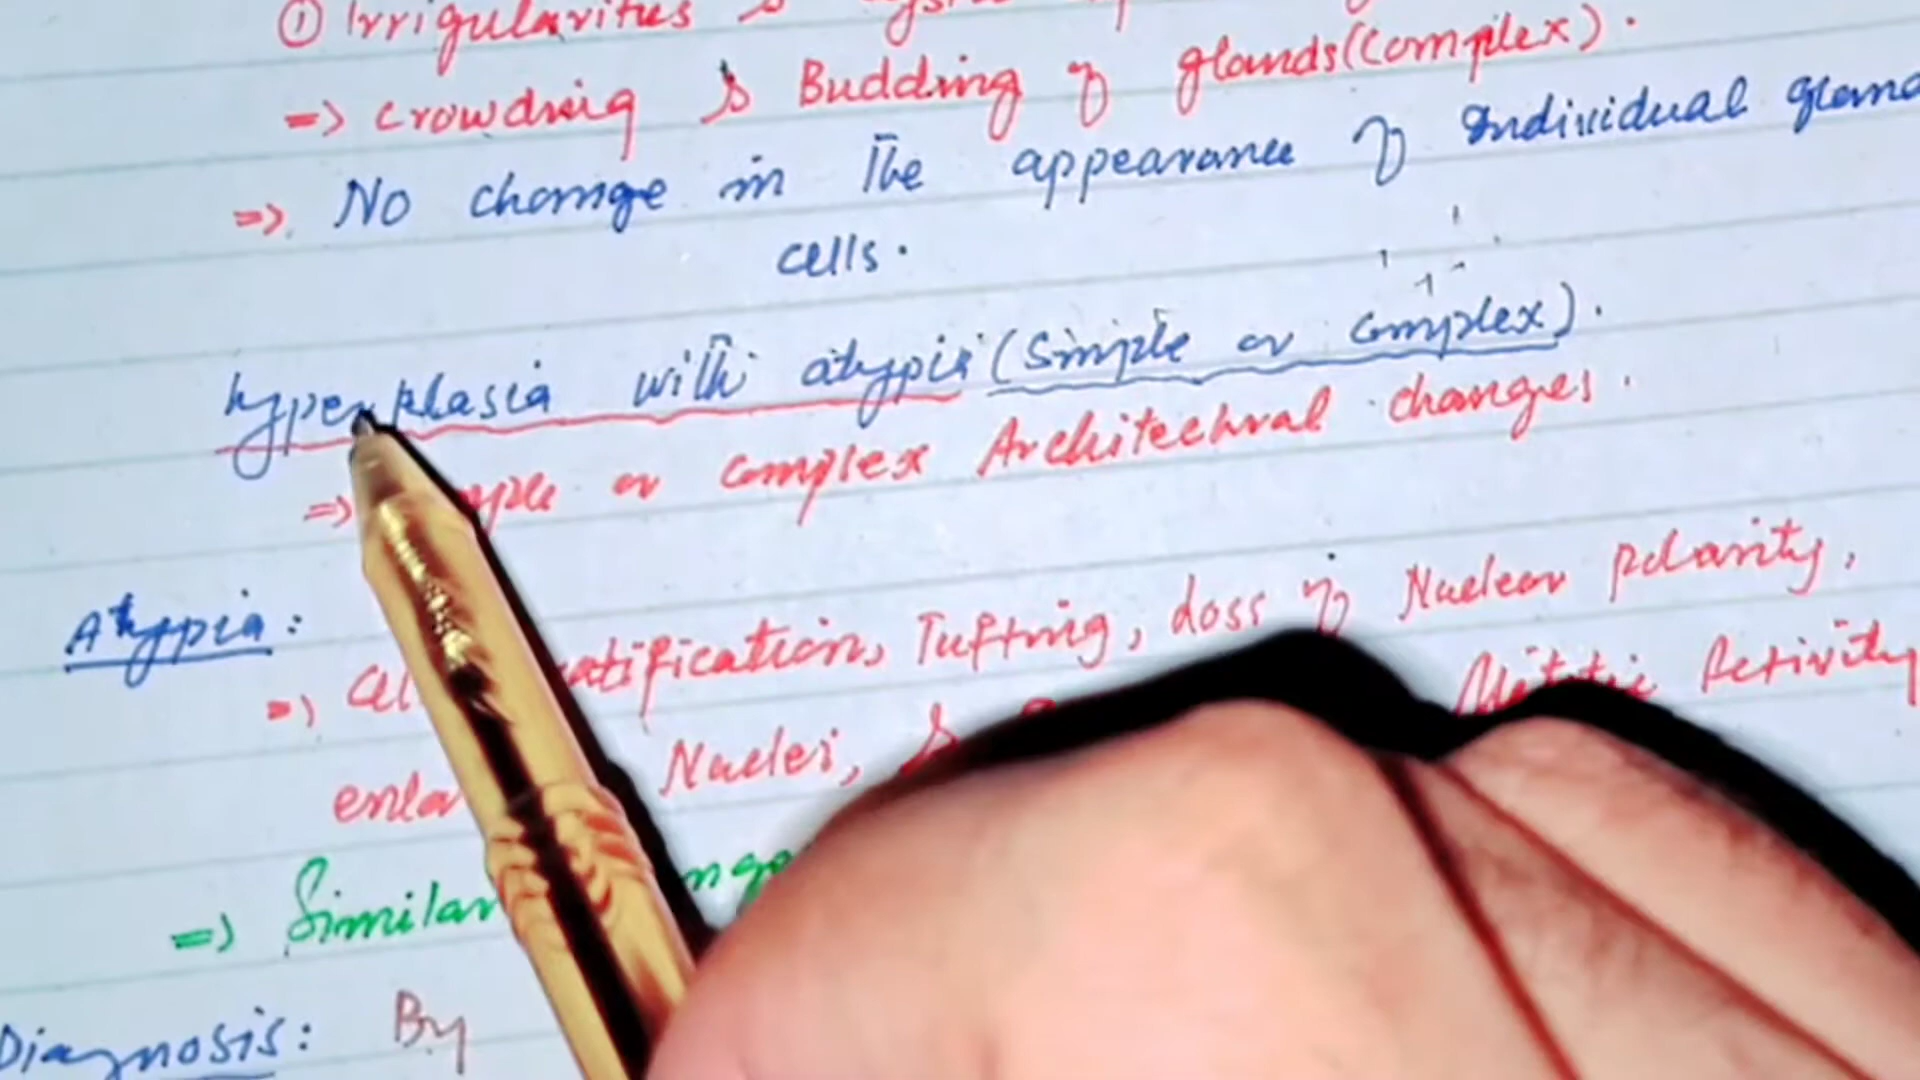 ① Irrigularities &
=> crowding & Budding of glands (Complex).
=> No change in the appearance of Individual gland
cells.
hyperplasia with atypia (Simple or complex).
=> or complex Architechral changes.
Atypia:
=> Tufting, Loss of Nuclear polarity,
Nuclei, & Mitotic Activity
=> Similar
Diagnosis: By